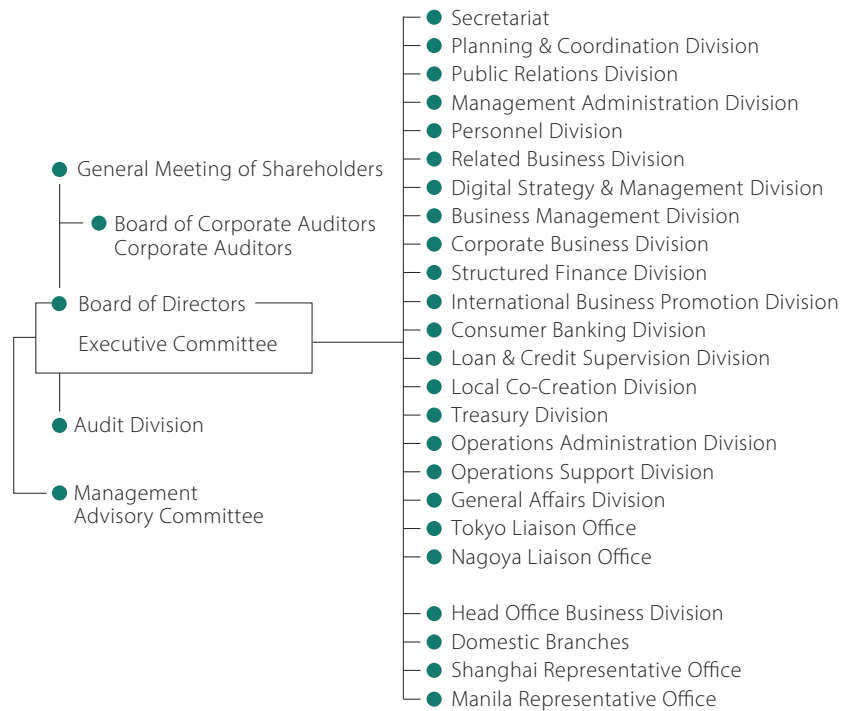 General Meeting of Shareholders
Board of Corporate Auditors
Corporate Auditors
Board of Directors
Executive Committee
Audit Division
Management
Advisory Committee
Secretariat
Planning & Coordination Division
Public Relations Division
Management Administration Division
Personnel Division
Related Business Division
Digital Strategy & Management Division
Business Management Division
Corporate Business Division
Structured Finance Division
International Business Promotion Division
Consumer Banking Division
Loan & Credit Supervision Division
Local Co-Creation Division
Treasury Division
Operations Administration Division
Operations Support Division
General Affairs Division
Tokyo Liaison Office
Nagoya Liaison Office
Head Office Business Division
Domestic Branches
Shanghai Representative Office
Manila Representative Office